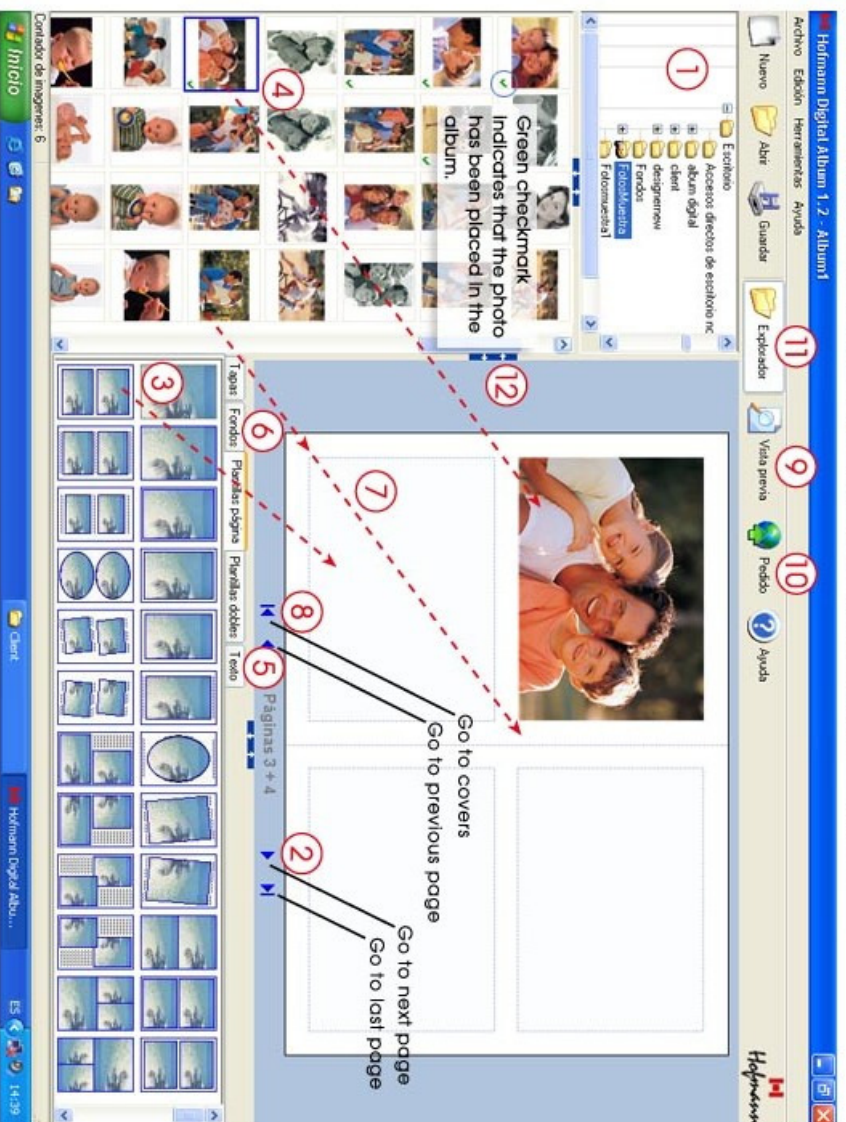 Hofmann Digital Album 1.2 - Album1
Archivo Edición Herramientas Ayuda
Nuevo
Abrir
Guardar
Explorador
Vista previa
Pedido
Ayuda
Hofmann
11
9
10
1
Escritorio
Accesos directos de escritorio nc
album digital
client
designernew
Fondos
FotosMuestra
Fotosmuestra1
Green checkmark
indicates that the photo
has been placed in the
album.
12
4
7
Go to covers
Go to previous page
Go to next page
Go to last page
8
5
Páginas 3 + 4
2
6
Tapas
Fondos
Plantillas página
Plantillas dobles
Texto
3
Contador de imagenes: 6
Inicio
Client
Hofmann Digital Albu...
ES
14:39